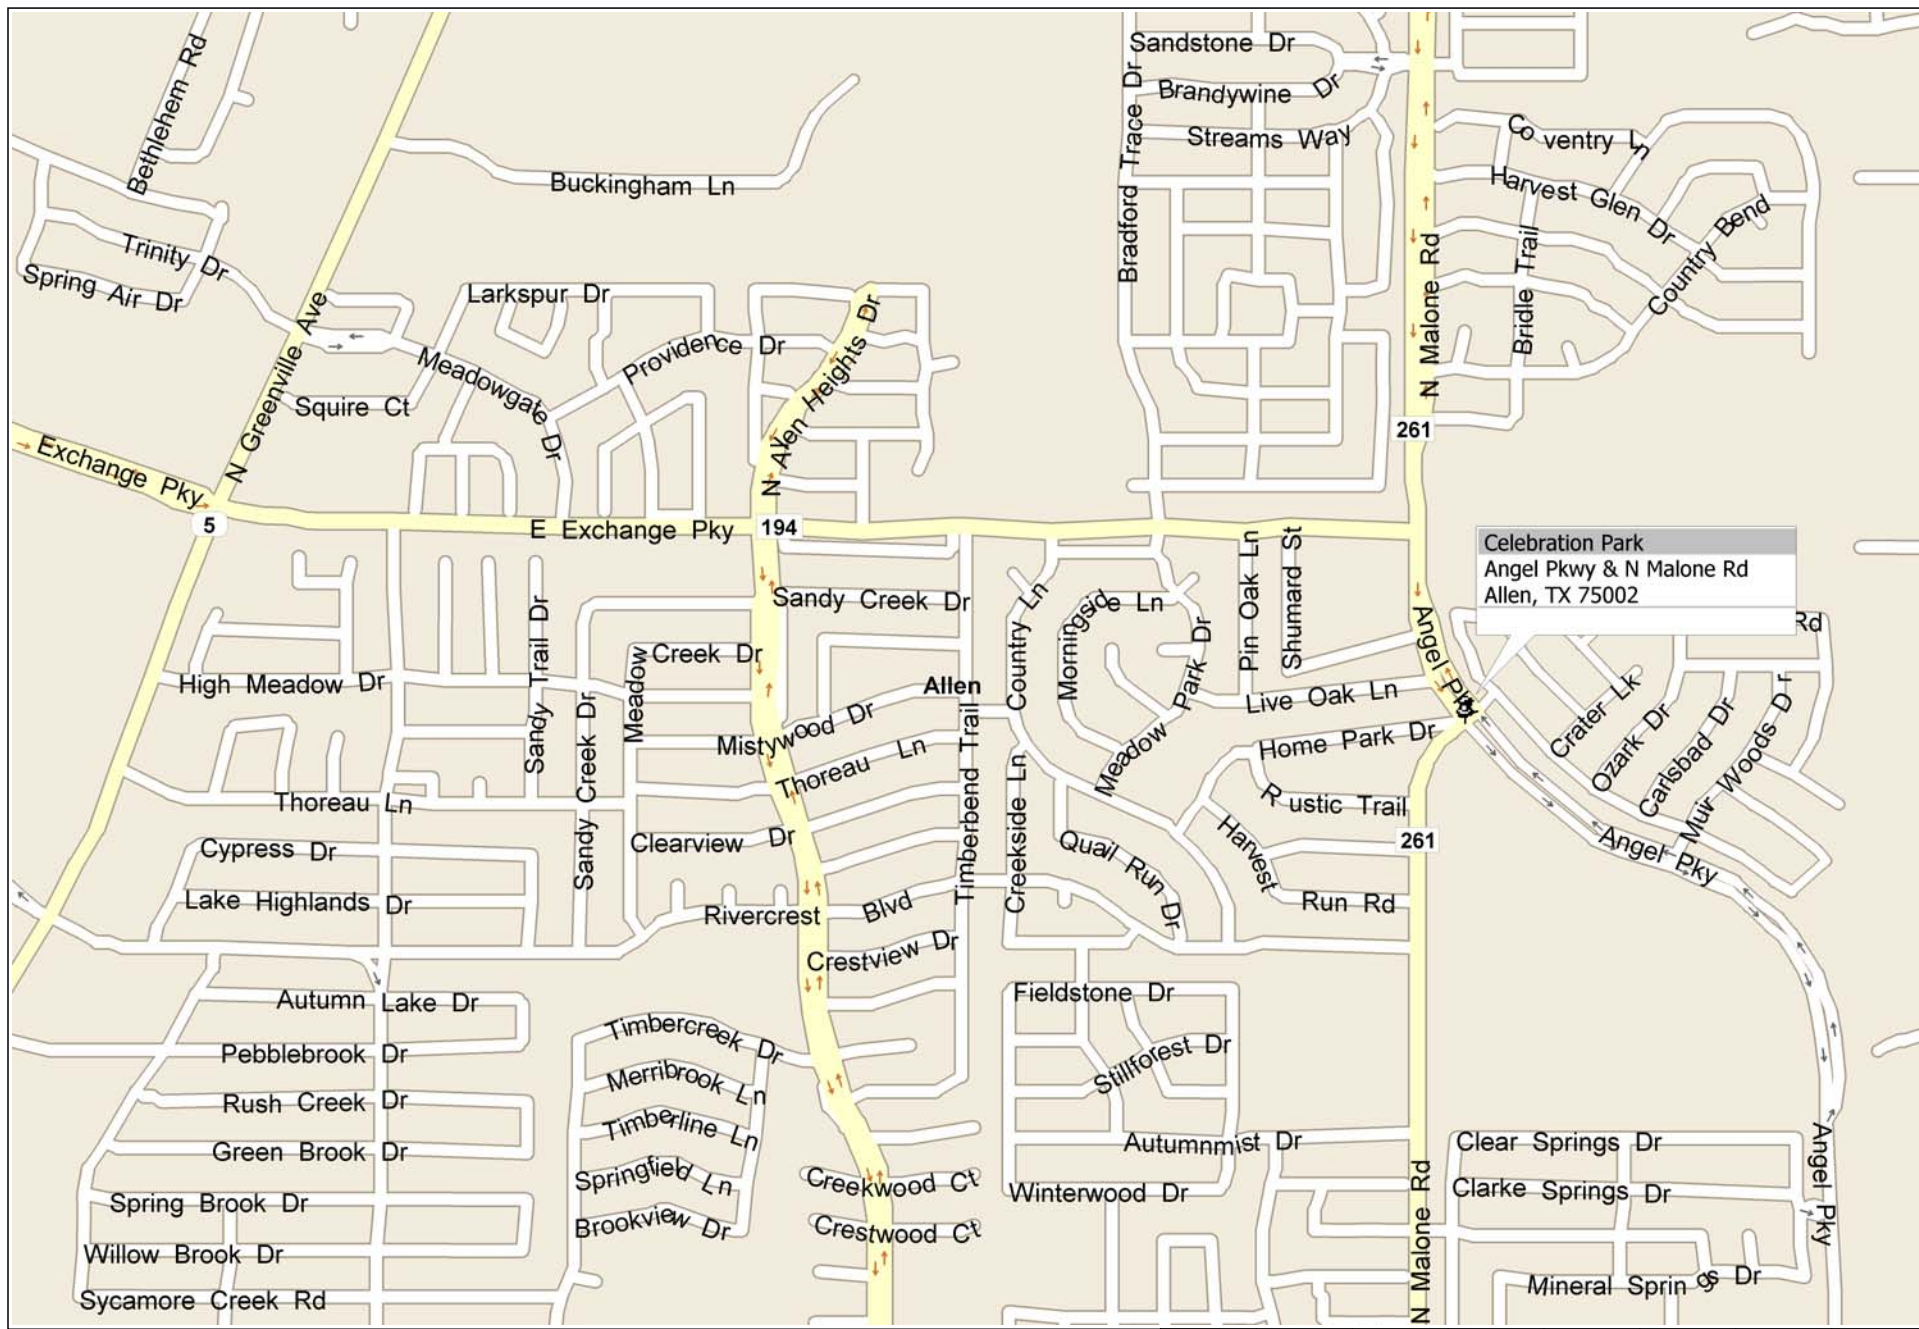 Bethlehem Rd
Sandstone Dr
Brandywine Dr
Streams Way
Bradford Trace Dr
Coventry Ln
Harvest Glen Dr
Country Bend
Bridle Trail
N Malone Rd
Buckingham Ln
Trinity Dr
Spring Air Dr
N Greenville Ave
Larkspur Dr
Meadowgate Dr
Providence Dr
Squire Ct
N Allen Heights Dr
Exchange Pky
261
5
E Exchange Pky
194
Celebration Park
Angel Pkwy & N Malone Rd
Allen, TX 75002
Rd
Sandy Creek Dr
Country Ln
Morningside Ln
Pin Oak Ln
Shumard St
Angel Pky
Sandy Trail Dr
High Meadow Dr
Meadow Creek Dr
Sandy Creek Dr
Allen
Meadow Park Dr
Live Oak Ln
Mistywood Dr
Home Park Dr
Crater Lk
Ozark Dr
Carlsbad Dr
Muir Woods Dr
Thoreau Ln
Thoreau Ln
Timberbend Trail
Creekside Ln
Rustic Trail
261
Clearview Dr
Cypress Dr
Quail Run Dr
Harvest Run Rd
Angel Pky
Lake Highlands Dr
Rivercrest Blvd
Crestview Dr
Autumn Lake Dr
Fieldstone Dr
Timbercreek Dr
Pebblebrook Dr
Stillforest Dr
Merribrook Ln
Rush Creek Dr
Timberline Ln
Green Brook Dr
Autumnmist Dr
Clear Springs Dr
Angel Pky
Springfield Ln
Creekwood Ct
Winterwood Dr
Clarke Springs Dr
Spring Brook Dr
Brookview Dr
Crestwood Ct
N Malone Rd
Willow Brook Dr
Mineral Springs Dr
Sycamore Creek Rd